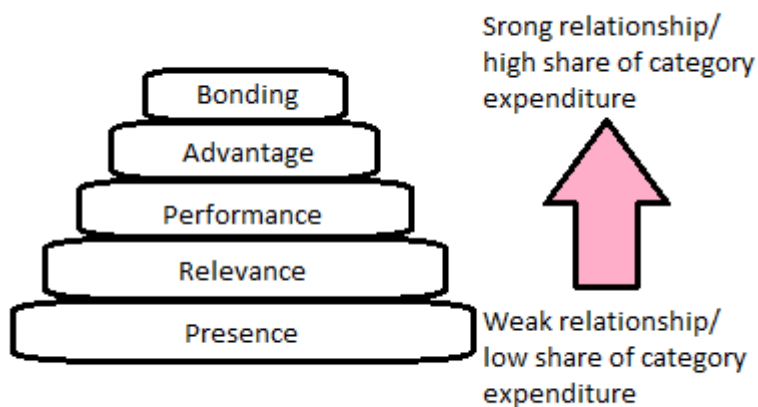 Srong relationship/
high share of category
expenditure
Bonding
Advantage
Performance
Relevance
Presence
Weak relationship/
low share of category
expenditure